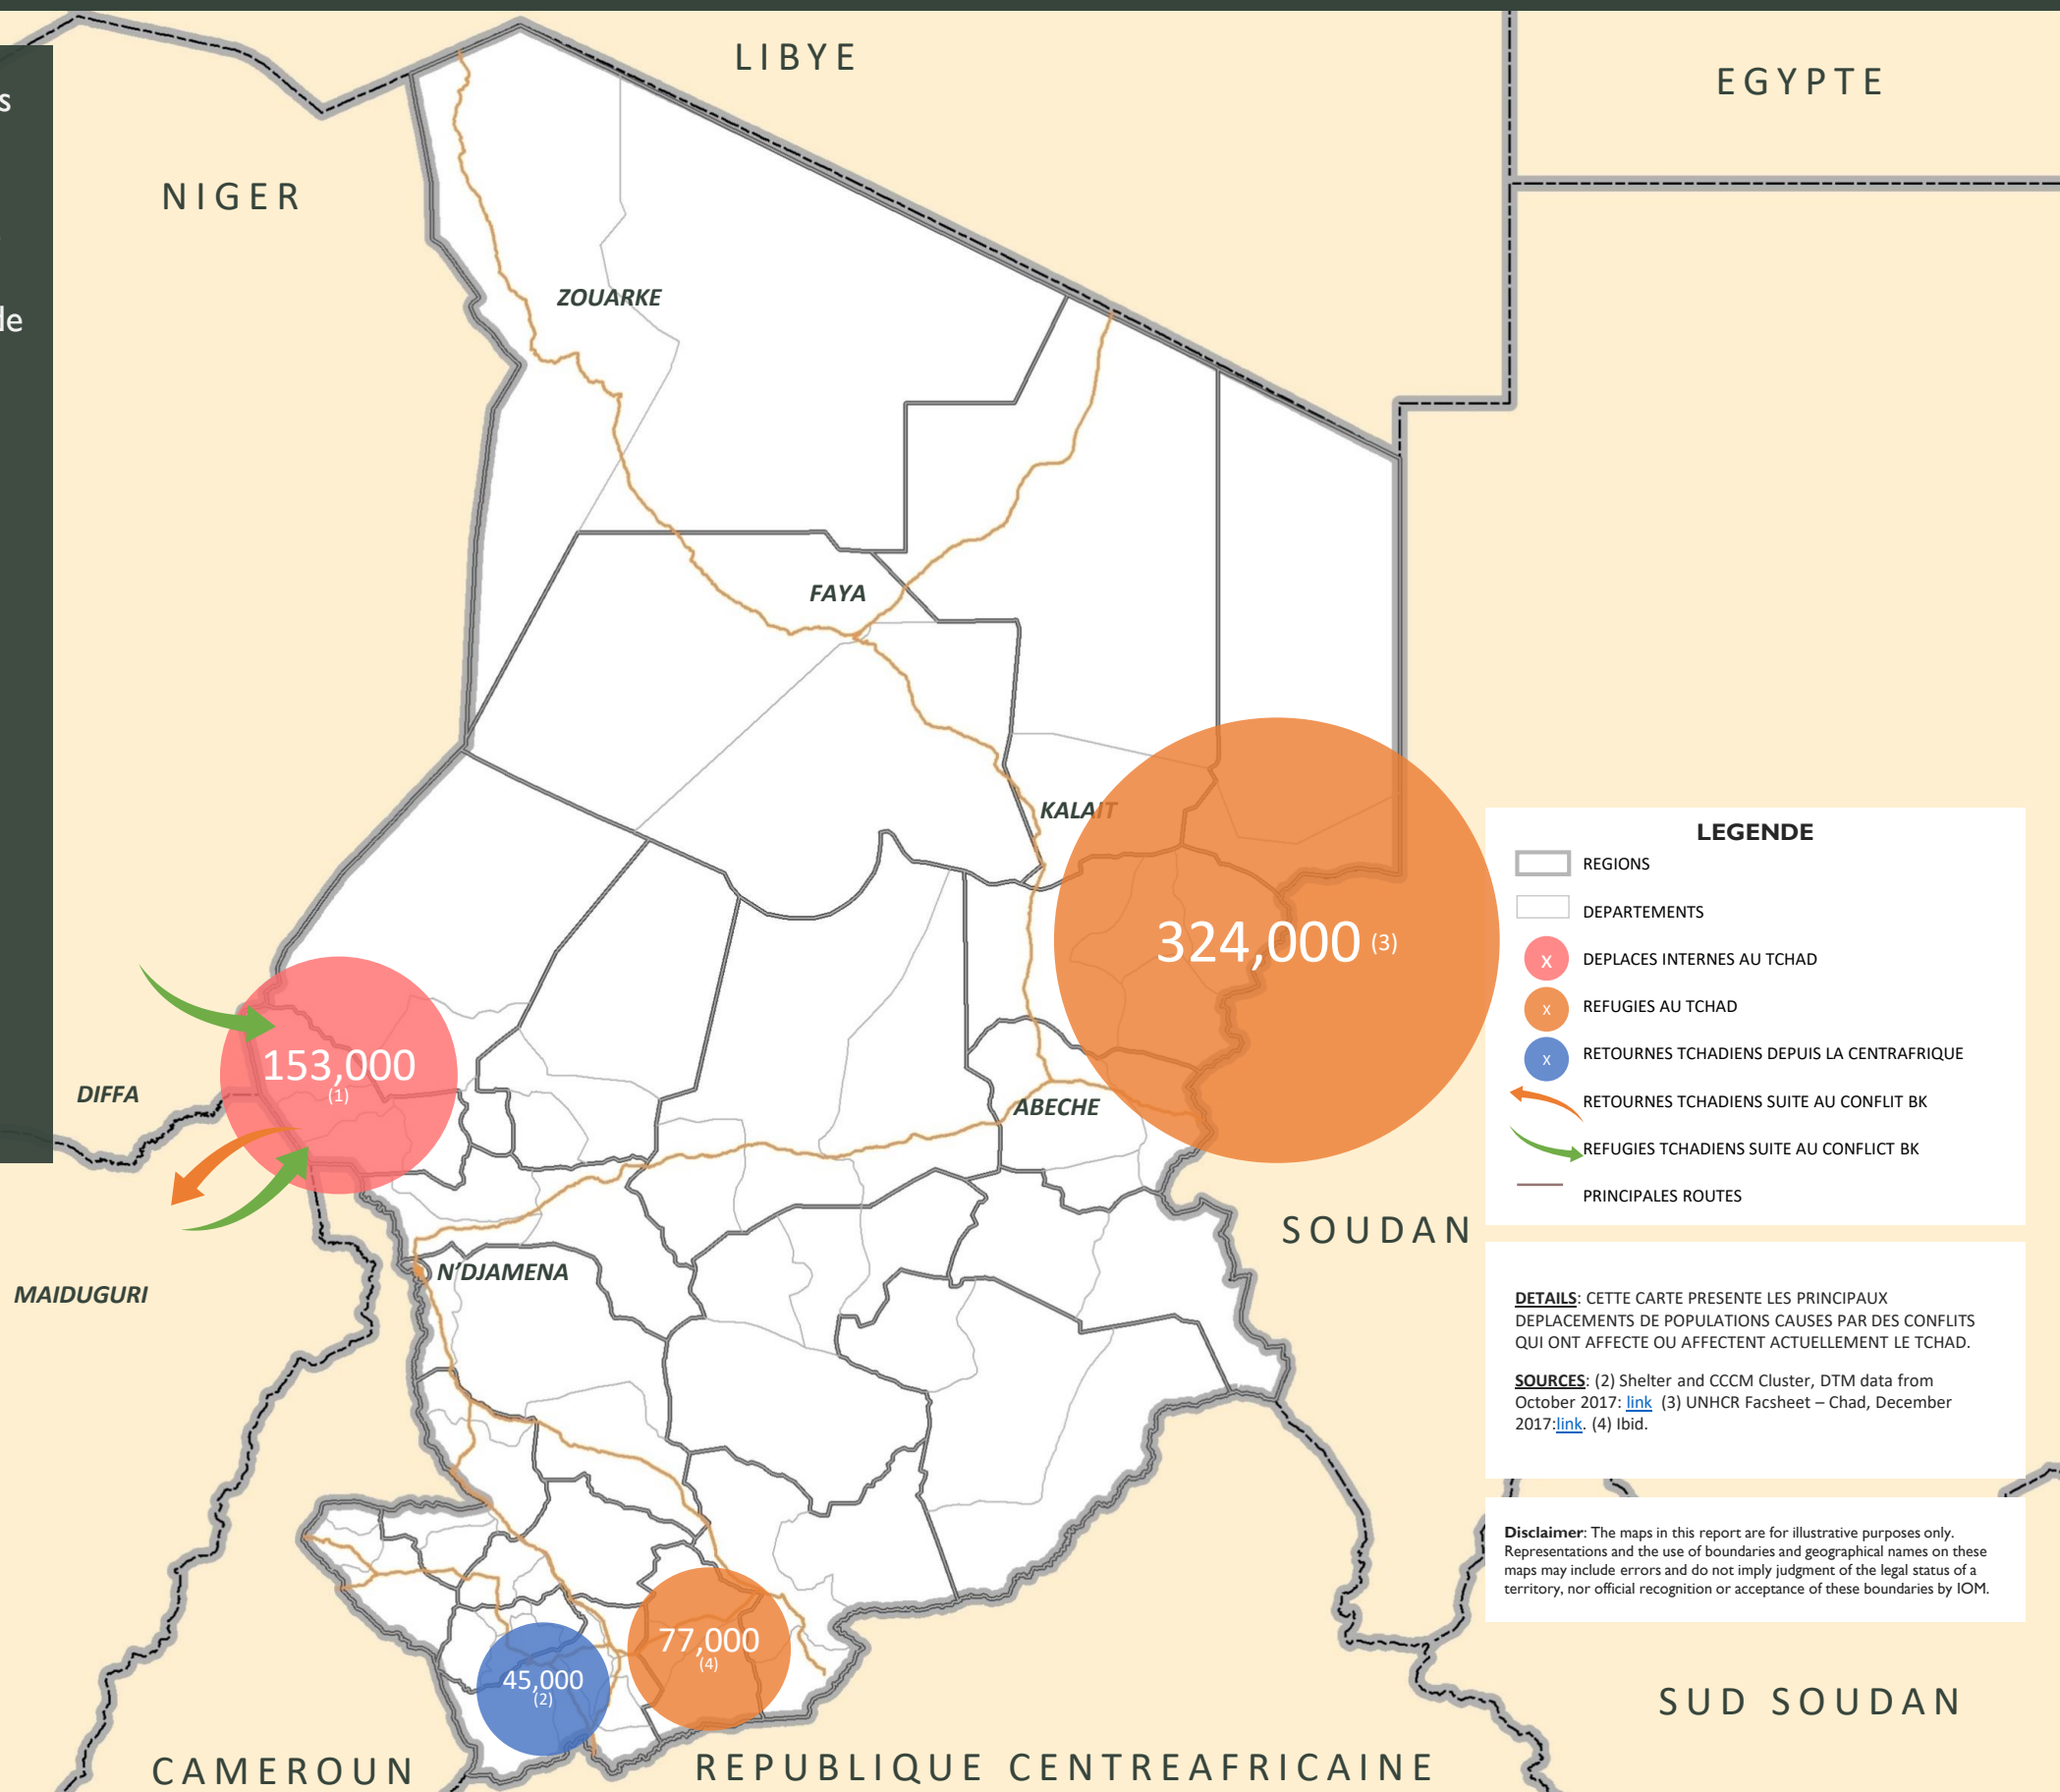 LIBYE
EGYPTE
s
NIGER
de
ZOUARKE
FAYA
KALAIT
324,000 (3)
153,000
(1)
DIFFA
ABECHE
SOUDAN
N'DJAMENA
MAIDUGURI
77,000
(4)
45,000
(2)
SUD SOUDAN
CAMEROUN
REPUBLIQUE CENTREAFRICAINE
LEGENDE
REGIONS
DEPARTEMENTS
x DEPLACES INTERNES AU TCHAD
x REFUGIES AU TCHAD
x RETOURNES TCHADIENS DEPUIS LA CENTRAFRIQUE
RETOURNES TCHADIENS SUITE AU CONFLIT BK
REFUGIES TCHADIENS SUITE AU CONFLICT BK
PRINCIPALES ROUTES
DETAILS: CETTE CARTE PRESENTE LES PRINCIPAUX
DEPLACEMENTS DE POPULATIONS CAUSES PAR DES CONFLITS
QUI ONT AFFECTE OU AFFECTENT ACTUELLEMENT LE TCHAD.
SOURCES: (2) Shelter and CCCM Cluster, DTM data from
October 2017: link (3) UNHCR Factsheet – Chad, December
2017:link. (4) Ibid.
Disclaimer: The maps in this report are for illustrative purposes only.
Representations and the use of boundaries and geographical names on these
maps may include errors and do not imply judgment of the legal status of a
territory, nor official recognition or acceptance of these boundaries by IOM.